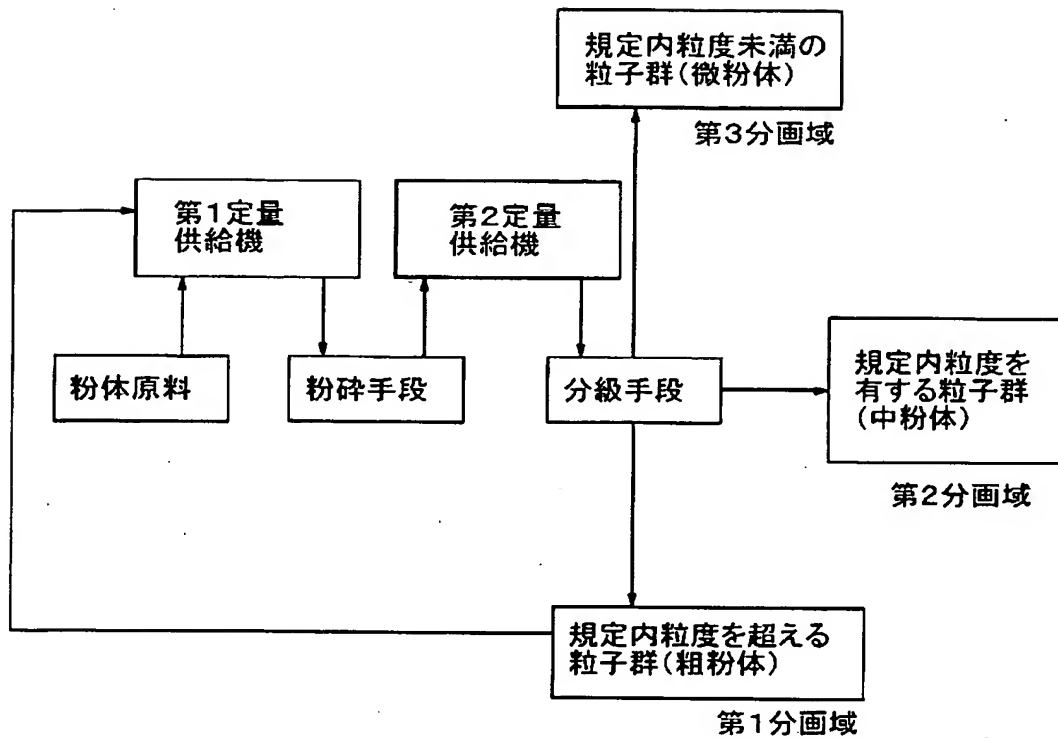 規定内粒度未満の
粒子群(微粉体)
第3分画域
第1定量
供給機
第2定量
供給機
粉体原料
粉砕手段
分級手段
規定内粒度を
有する粒子群
(中粉体)
第2分画域
規定内粒度を超える
粒子群(粗粉体)
第1分画域